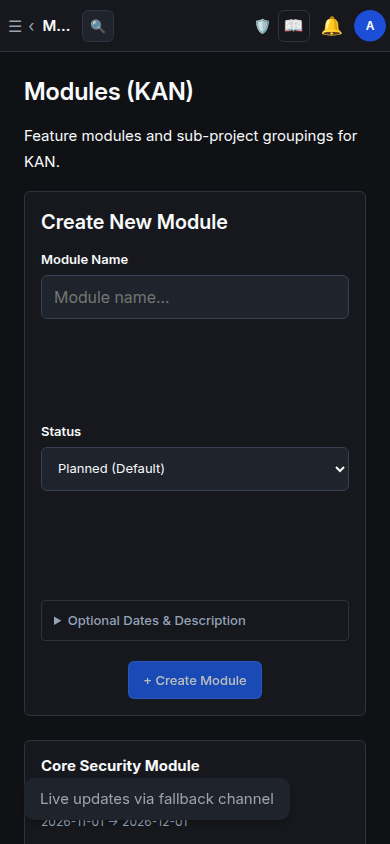 M...
A
Modules (KAN)
Feature modules and sub-project groupings for
KAN.
Create New Module
Module Name
Module name...
Status
Planned (Default)
Optional Dates & Description
+ Create Module
Core Security Module
Live updates via fallback channel
2026-11-01 → 2026-12-01